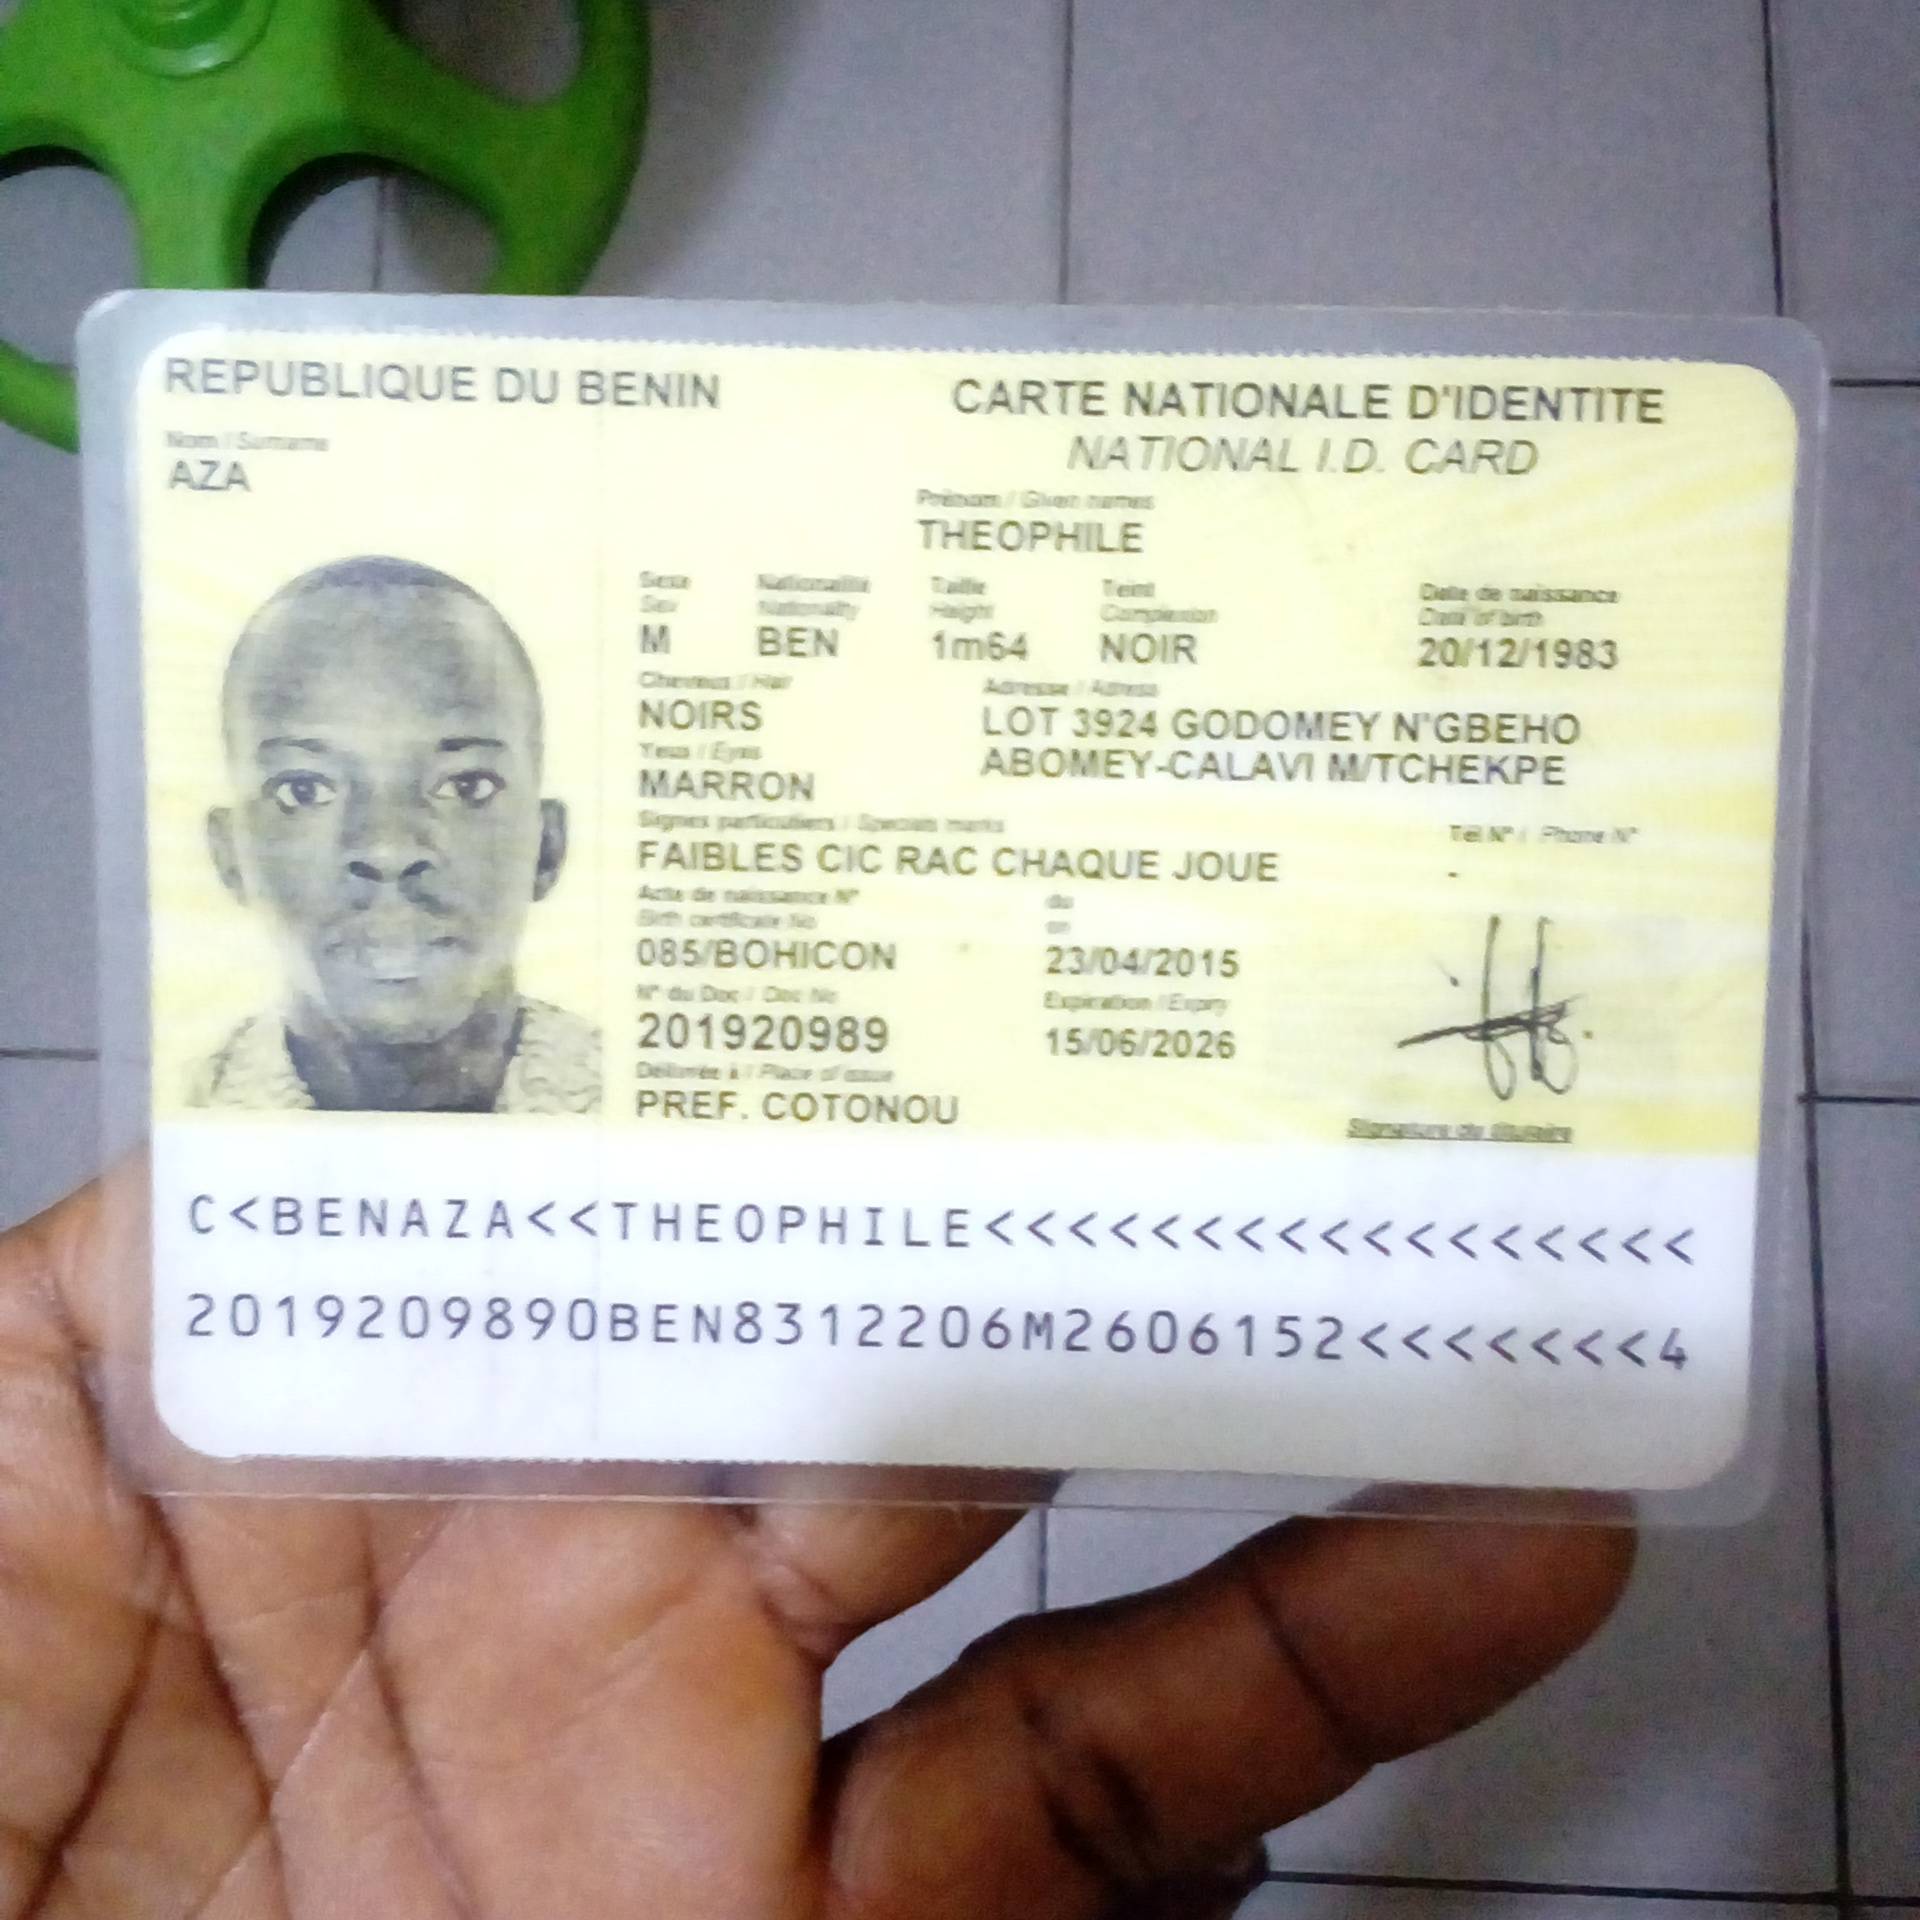 REPUBLIQUE DU BENIN
CARTE NATIONALE D'IDENTITE
NATIONAL I.D. CARD
Nom / Surname
AZA
Prénom / Given names
THEOPHILE
Sexe Nationalité Taille Teint Date de naissance
Sex Nationality Height Complexion Date of birth
M BEN 1m64 NOIR 20/12/1983
Cheveux / Hair Adresse / Adress
NOIRS LOT 3924 GODOMEY N'GBEHO
Yeux / Eyes
MARRON ABOMEY-CALAVI M/TCHEKPE
Signes particuliers / Specials marks Tél N° / Phone N°
FAIBLES CIC RAC CHAQUE JOUE -
Acte de naissance N° du
Birth certificate No on
085/BOHICON 23/04/2015
N° du Doc / Doc No Expiration / Expiry
201920989 15/06/2026
Délivrée à / Place of issue
PREF. COTONOU
Signature du titulaire
C<BENAZA<<THEOPHILE<<<<<<<<<<<<<<<<<
2019209890BEN8312206M2606152<<<<<<<4